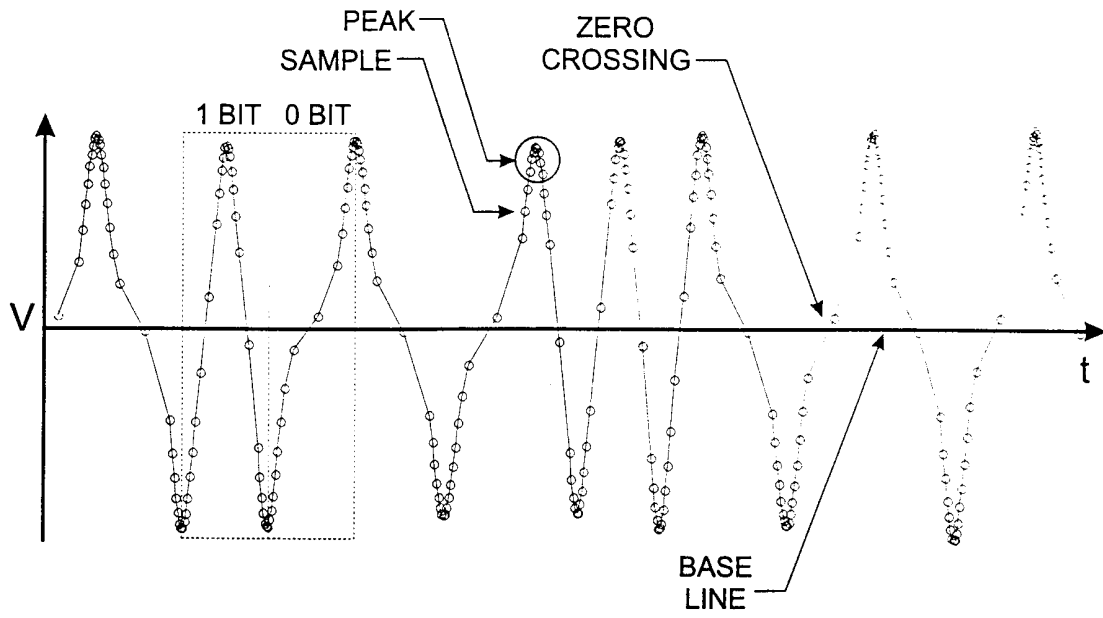 PEAK
SAMPLE
ZERO
CROSSING
1 BIT 0 BIT
V
t
BASE
LINE